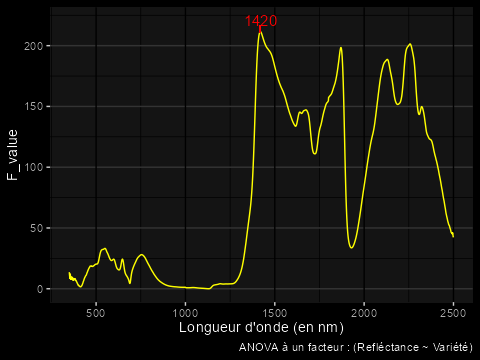 1420
200
150
100
50
0
F_value
500 1000 1500 2000 2500
Longueur d'onde (en nm)
ANOVA à un facteur : (Refléctance ~ Variété)